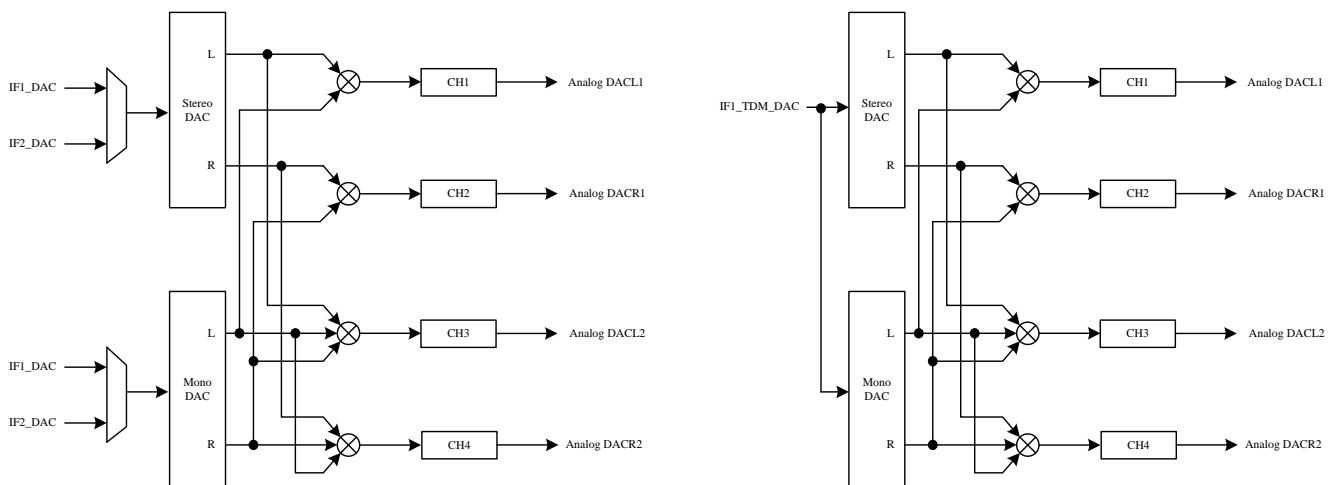 L
CH1
Analog DACL1
IF1_DAC
Stereo
DAC
IF2_DAC
R
CH2
Analog DACR1
L
CH3
Analog DACL2
IF1_DAC
Mono
DAC
IF2_DAC
R
CH4
Analog DACR2
L
CH1
Analog DACL1
IF1_TDM_DAC
Stereo
DAC
R
CH2
Analog DACR1
L
CH3
Analog DACL2
Mono
DAC
R
CH4
Analog DACR2